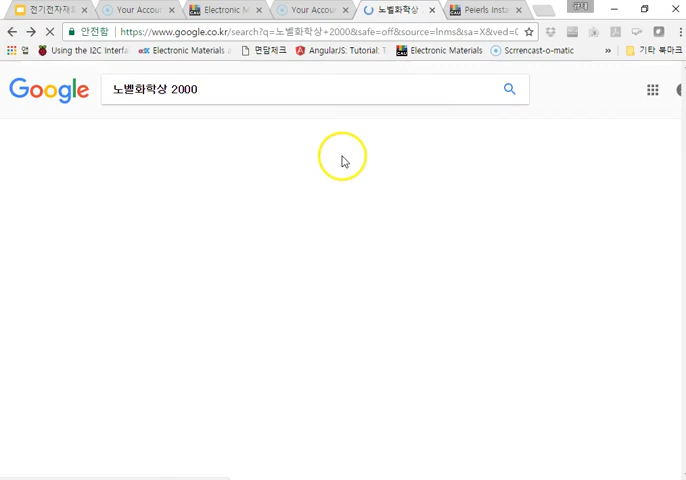 전기전자재료
Your Accoun
Electronic M
Your Accoun
노벨화학상
Peierls Insta
안전함
https://www.google.co.kr/search?q=노벨화학상+2000&safe=off&source=lnms&sa=X&ved=0
앱
Using the I2C Interfa
Electronic Materials a
면담체크
AngularJS: Tutorial: T
Electronic Materials
Scrrencast-o-matic
»
기타 북마크
Google
노벨화학상 2000